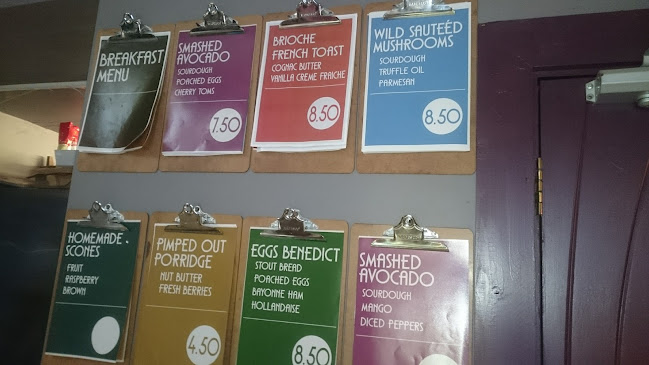 BREAKFAST
MENU
SMASHED
AVOCADO
SOURDOUGH
POACHED EGGS
CHERRY TOMS
7.50
BRIOCHE
FRENCH TOAST
COGNAC BUTTER
VANILLA CREME FRAICHE
8.50
WILD SAUTEÉD
MUSHROOMS
SOURDOUGH
TRUFFLE OIL
PARMESAN
8.50
HOMEMADE
SCONES
FRUIT
RASPBERRY
BROWN
PIMPED OUT
PORRIDGE
NUT BUTTER
FRESH BERRIES
4.50
EGGS BENEDICT
STOUT BREAD
POACHED EGGS
BAYONNE HAM
HOLLANDAISE
8.50
SMASHED
AVOCADO
SOURDOUGH
MANGO
DICED PEPPERS